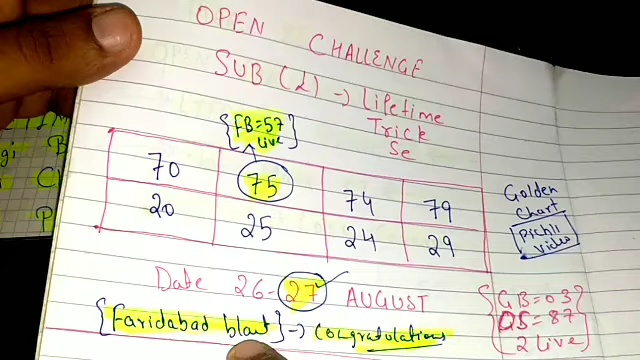 OPEN
CHALLENGE
SUB (2) → Lifetime
Trick
Se
{FB=57}
Live
70 75 74 79
20 25 24 29
Golden
chart
Pichli
video
Date 26-27 AUGUST
{Faridabad blast} → Congratulations
GB=03
DS=87
2 live